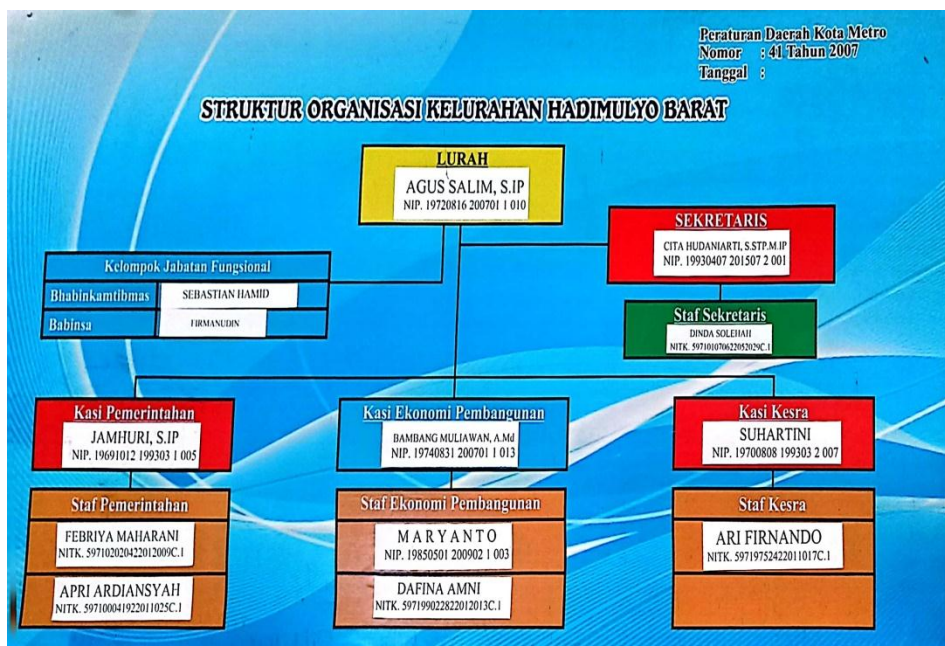 Peraturan Daerah Kota Metro
Nomor : 41 Tahun 2007
Tanggal :
STRUKTUR ORGANISASI KELURAHAN HADIMULYO BARAT
LURAH
AGUS SALIM, S.IP
NIP. 19720816 200701 1 010
SEKRETARIS
CITA HUDANIARTI, S.STP.M.IP
NIP. 19930407 201507 2 001
Kelompok Jabatan Fungsional
Bhabinkamtibmas SEBASTIAN HAMID
Babinsa FIRMANUDIN
Staf Sekretaris
DINDA SOLEHAH
NITK. 597101070622052029C.1
Kasi Pemerintahan
JAMHURI, S.IP
NIP. 19691012 199303 1 005
Kasi Ekonomi Pembangunan
BAMBANG MULIAWAN, A.Md
NIP. 19740831 200701 1 013
Kasi Kesra
SUHARTINI
NIP. 19700808 199303 2 007
Staf Pemerintahan
FEBRIYA MAHARANI
NITK. 597102020422012009C.1
APRI ARDIANSYAH
NITK. 597100041922011025C.1
Staf Ekonomi Pembangunan
MARYANTO
NIP. 19850501 200902 1 003
DAFINA AMNI
NITK. 597199022822012013C.1
Staf Kesra
ARI FIRNANDO
NITK. 59719752422011017C.1